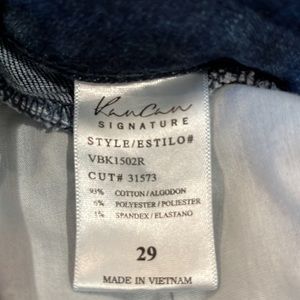 KanCan
SIGNATURE
STYLE/ESTILO#
VBK1502R
CUT# 31573
93% COTTON/ALGODON
6% POLYESTER/POLIESTER
1% SPANDEX/ELASTANO
29
MADE IN VIETNAM